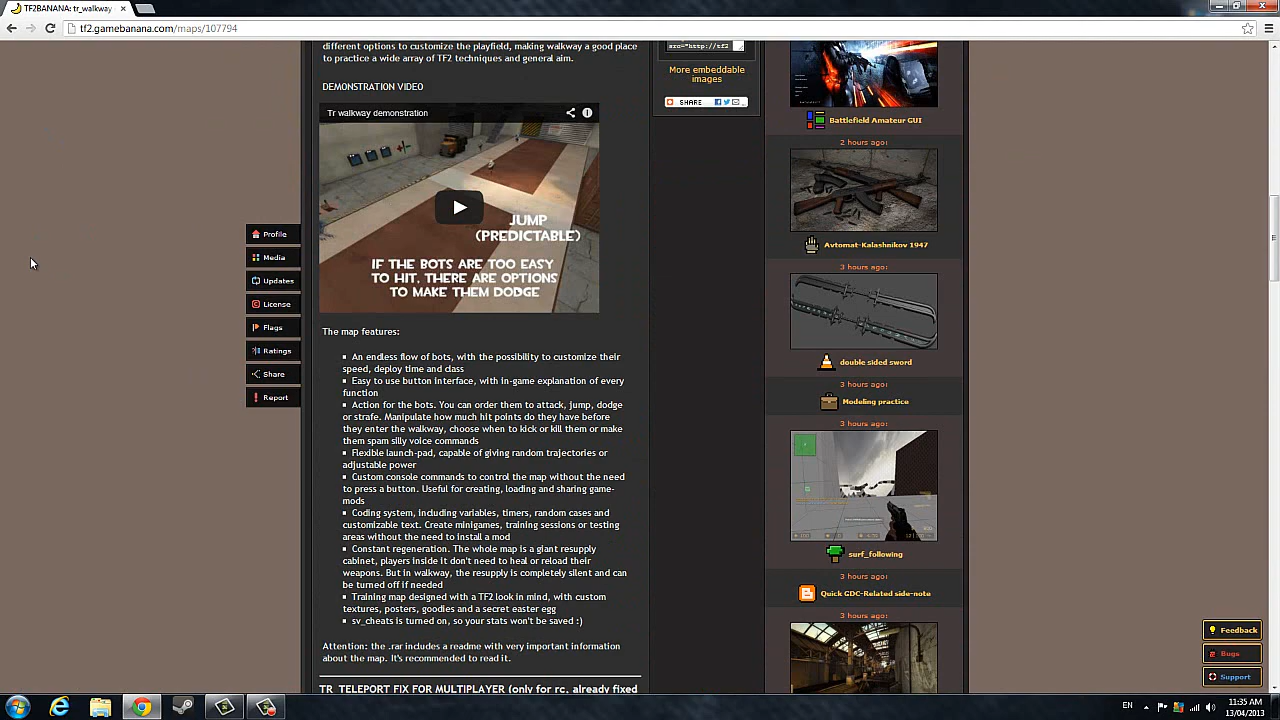 TF2BANANA: tr_walkway
tf2.gamebanana.com/maps/107794
different options to customize the playfield, making walkway a good place
to practice a wide array of TF2 techniques and general aim.
DEMONSTRATION VIDEO
Tr walkway demonstration
JUMP
(PREDICTABLE)
IF THE BOTS ARE TOO EASY
TO HIT, THERE ARE OPTIONS
TO MAKE THEM DODGE
Profile
Media
Updates
License
Flags
Ratings
Share
Report
The map features:
An endless flow of bots, with the possibility to customize their
speed, deploy time and class
Easy to use button interface, with in-game explanation of every
function
Action for the bots. You can order them to attack, jump, dodge
or strafe. Manipulate how much hit points do they have before
they enter the walkway, choose when to kick or kill them or make
them spam silly voice commands
Flexible launch-pad, capable of giving random trajectories or
adjustable power
Custom console commands to control the map without the need
to press a button. Useful for creating, loading and sharing game-
mods
Coding system, including variables, timers, random cases and
customizable text. Create minigames, training sessions or testing
areas without the need to install a mod
Constant regeneration. The whole map is a giant resupply
cabinet, players inside it don't need to heal or reload their
weapons. But in walkway, the resupply is completely silent and can
be turned off if needed
Training map designed with a TF2 look in mind, with custom
textures, posters, goodies and a secret easter egg
sv_cheats is turned on, so your stats won't be saved :)
Attention: the .rar includes a readme with very important information
about the map. It's recommended to read it.
TR_TELEPORT FIX FOR MULTIPLAYER (only for rc, already fixed
src="http://tf2
More embeddable
images
SHARE
Battlefield Amateur GUI
2 hours ago:
Avtomat-Kalashnikov 1947
3 hours ago:
double sided sword
3 hours ago:
Modeling practice
3 hours ago:
surf_following
3 hours ago:
Quick GDC-Related side-note
3 hours ago:
Feedback
Bugs
Support
EN
11:35 AM
13/04/2013